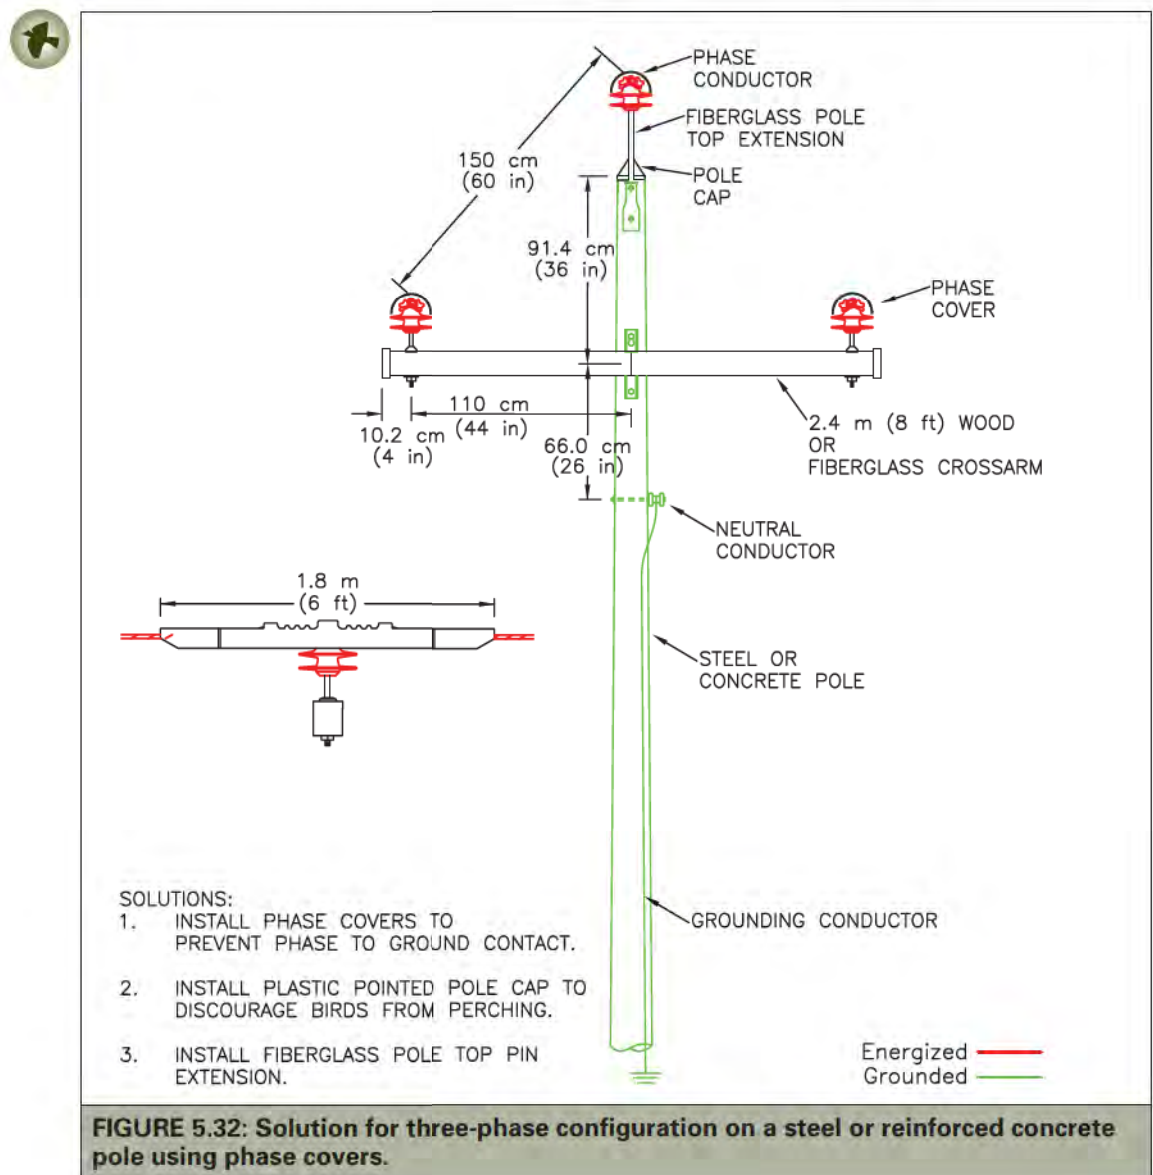 PHASE
CONDUCTOR
FIBERGLASS POLE
TOP EXTENSION
150 cm
(60 in)
POLE
CAP
91.4 cm
(36 in)
PHASE
COVER
110 cm
(44 in)
10.2 cm
(4 in)
66.0 cm
(26 in)
2.4 m (8 ft) WOOD
OR
FIBERGLASS CROSSARM
NEUTRAL
CONDUCTOR
1.8 m
(6 ft)
STEEL OR
CONCRETE POLE
SOLUTIONS:
1. INSTALL PHASE COVERS TO
PREVENT PHASE TO GROUND CONTACT.
2. INSTALL PLASTIC POINTED POLE CAP TO
DISCOURAGE BIRDS FROM PERCHING.
3. INSTALL FIBERGLASS POLE TOP PIN
EXTENSION.
GROUNDING CONDUCTOR
Energized
Grounded
FIGURE 5.32: Solution for three-phase configuration on a steel or reinforced concrete
pole using phase covers.